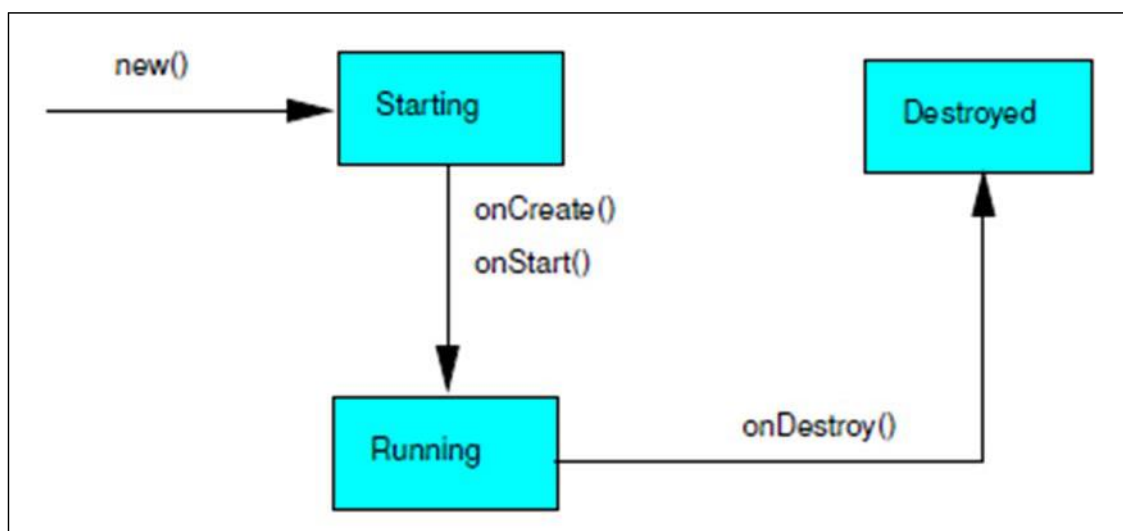 new()
Starting
Destroyed
onCreate()
onStart()
Running
onDestroy()